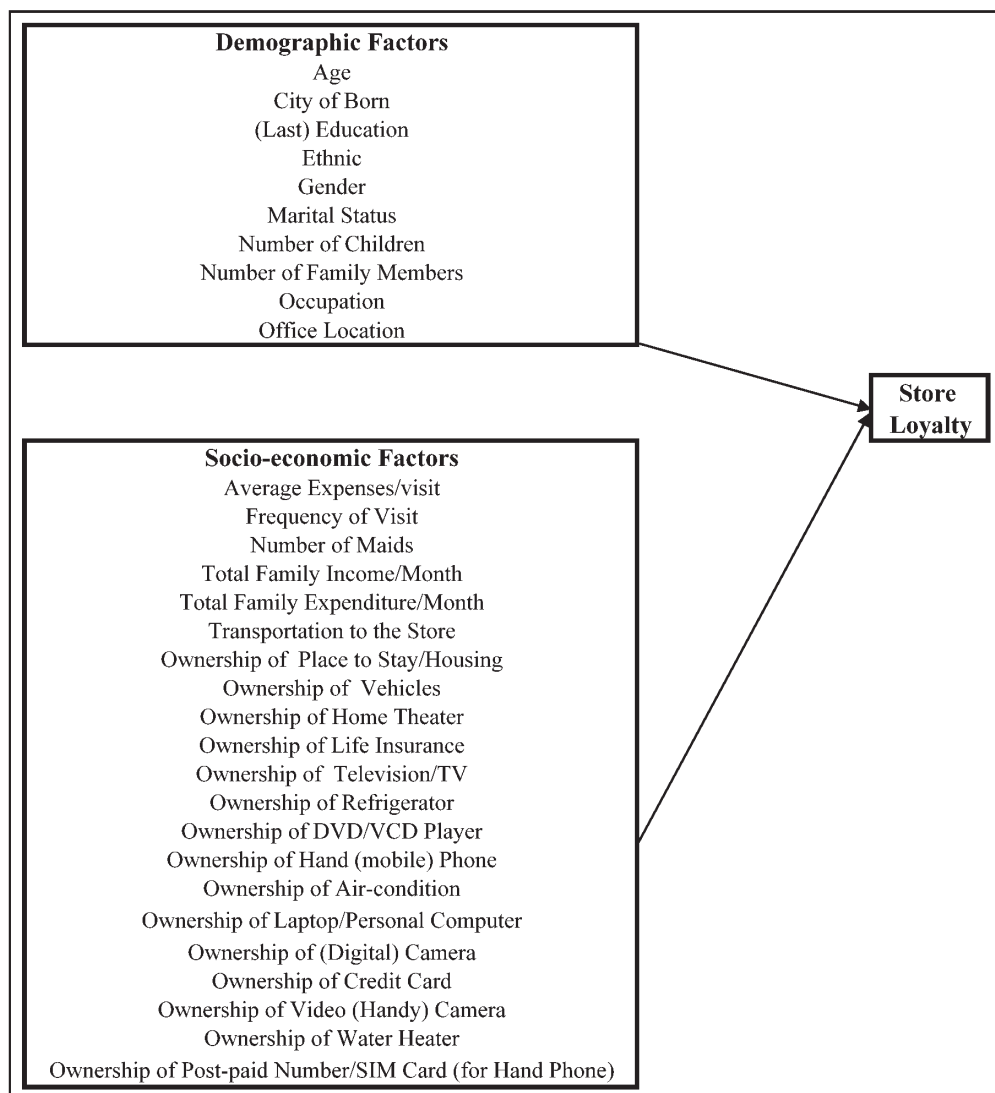 Demographic Factors
Age
City of Born
(Last) Education
Ethnic
Gender
Marital Status
Number of Children
Number of Family Members
Occupation
Office Location
Store
Loyalty
Socio-economic Factors
Average Expenses/visit
Frequency of Visit
Number of Maids
Total Family Income/Month
Total Family Expenditure/Month
Transportation to the Store
Ownership of Place to Stay/Housing
Ownership of Vehicles
Ownership of Home Theater
Ownership of Life Insurance
Ownership of Television/TV
Ownership of Refrigerator
Ownership of DVD/VCD Player
Ownership of Hand (mobile) Phone
Ownership of Air-condition
Ownership of Laptop/Personal Computer
Ownership of (Digital) Camera
Ownership of Credit Card
Ownership of Video (Handy) Camera
Ownership of Water Heater
Ownership of Post-paid Number/SIM Card (for Hand Phone)